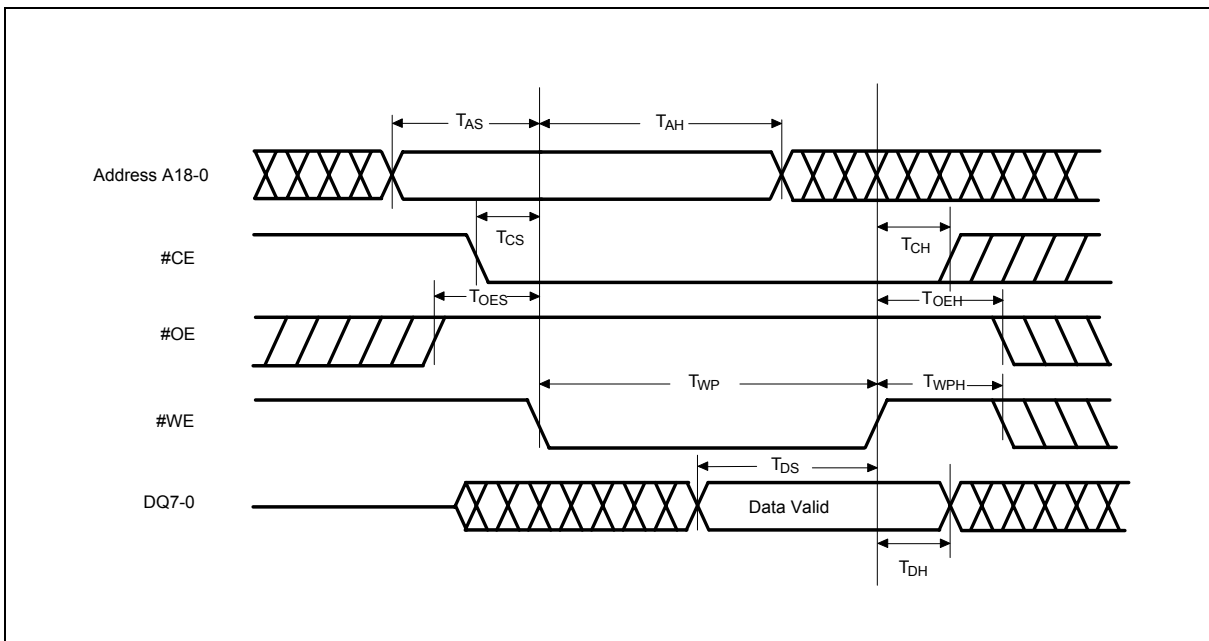 TAS
TAH
Address A18-0
TCS
TCH
#CE
TOES
TOEH
#OE
TWP
TWPH
#WE
TDS
DQ7-0
Data Valid
TDH